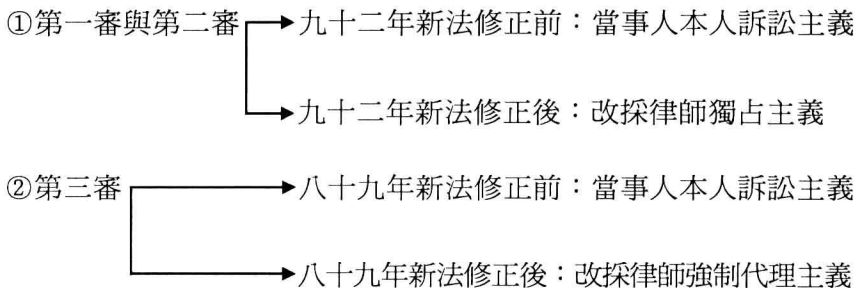 ①第一審與第二審
九十二年新法修正前：當事人本人訴訟主義
九十二年新法修正後：改採律師獨占主義
②第三審
八十九年新法修正前：當事人本人訴訟主義
八十九年新法修正後：改採律師強制代理主義